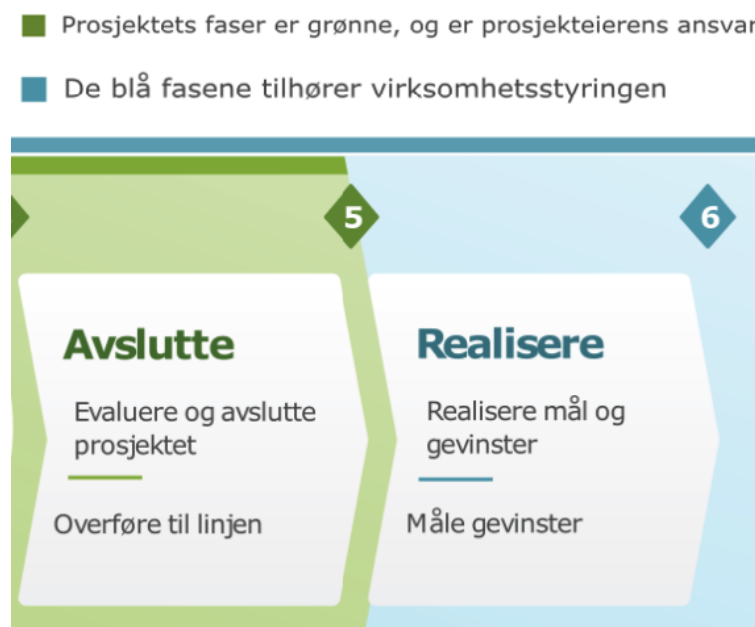 Prosjektets faser er grønne, og er prosjekteierens ansvar
De blå fasene tilhører virksomhetsstyringen
5
6
Avslutte
Evaluere og avslutte
prosjektet
Overføre til linjen
Realisere
Realisere mål og
gevinster
Måle gevinster